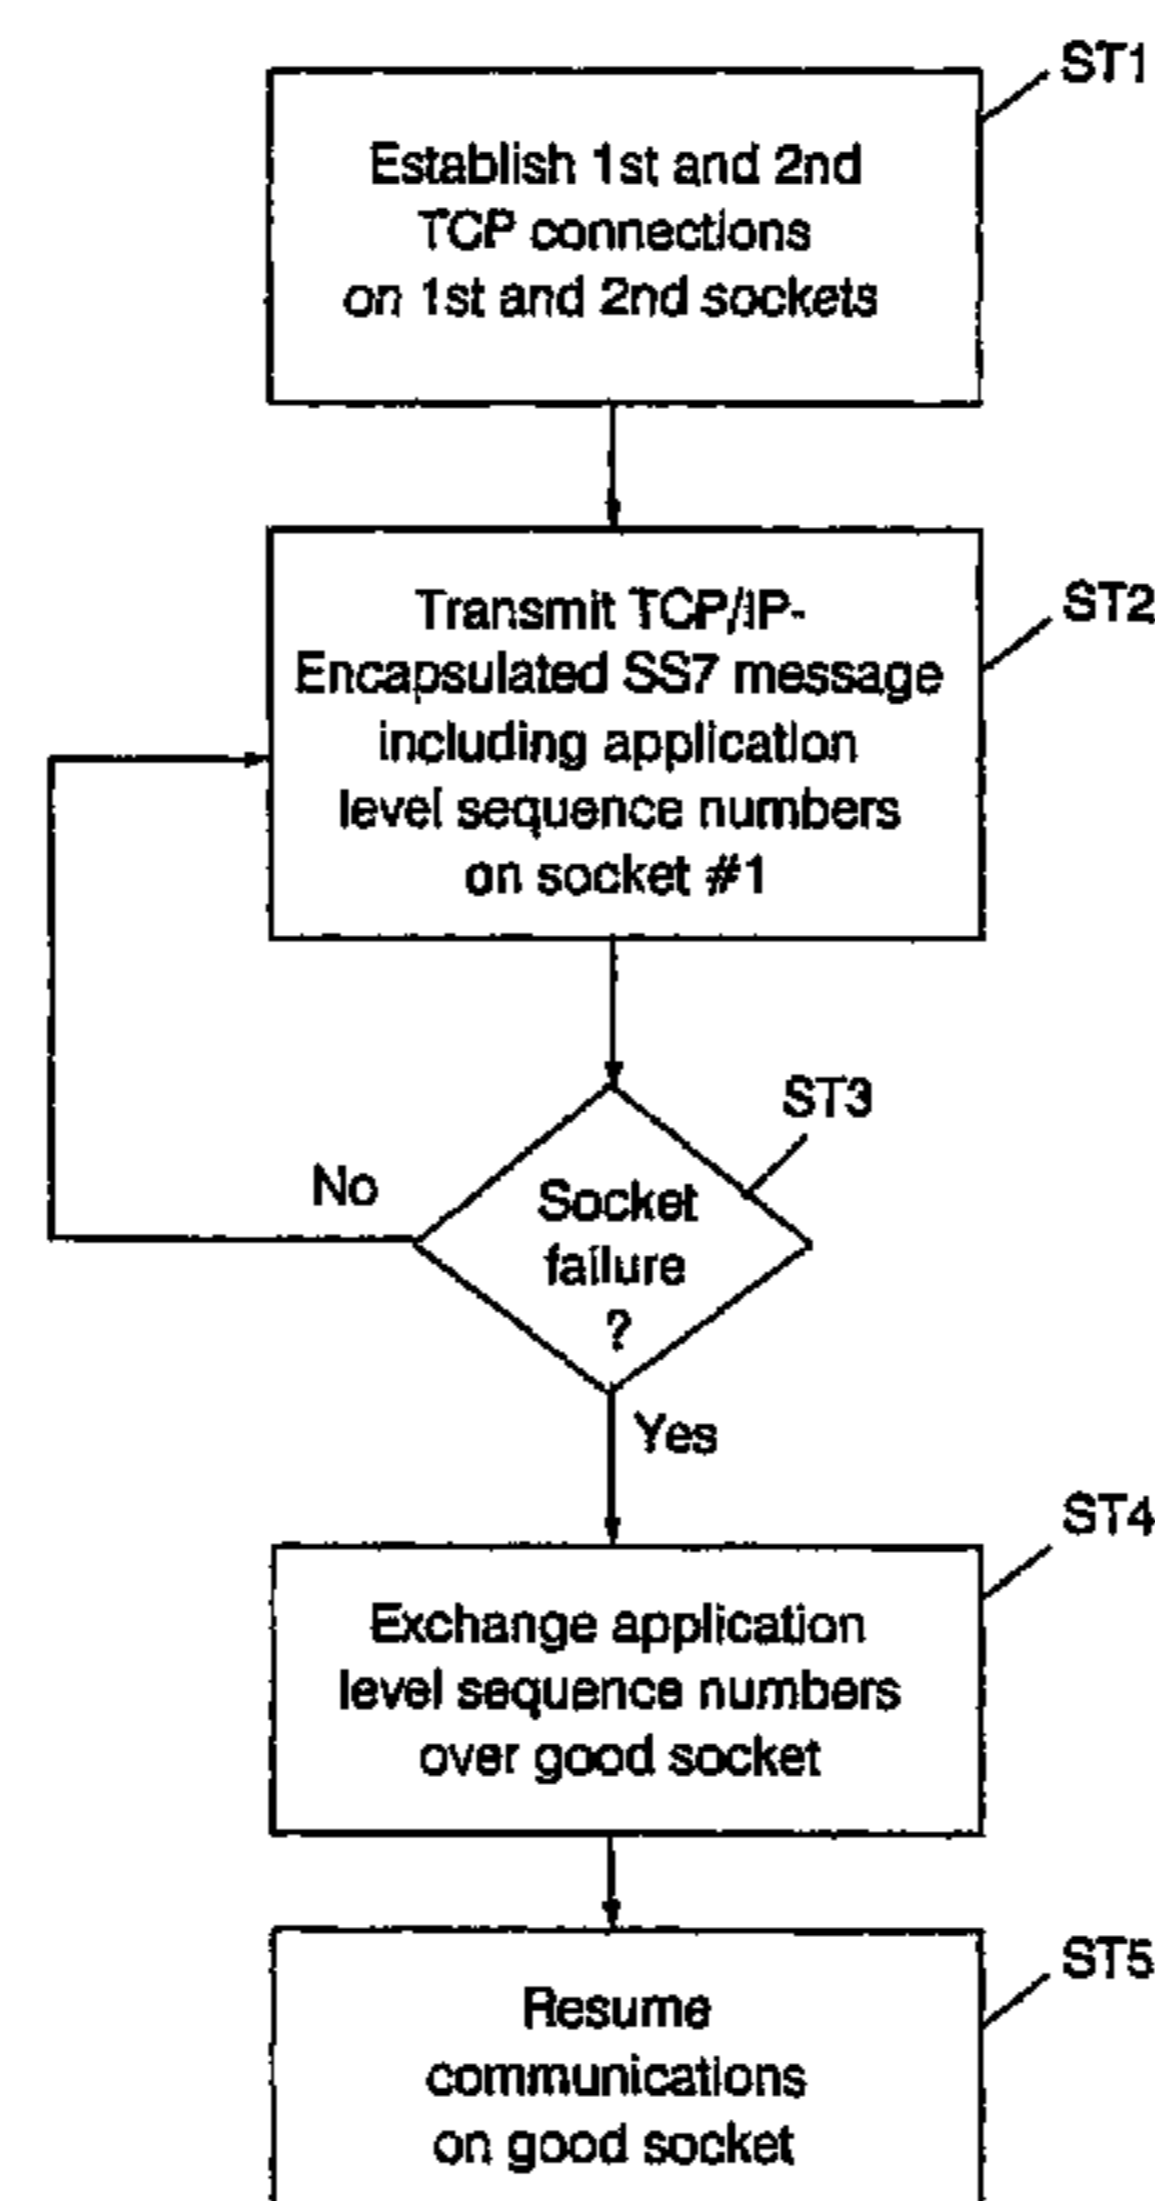 ST1
Establish 1st and 2nd
TCP connections
on 1st and 2nd sockets
ST2
Transmit TCP/IP-
Encapsulated SS7 message
including application
level sequence numbers
on socket #1
ST3
No
Socket
failure
?
Yes
ST4
Exchange application
level sequence numbers
over good socket
ST5
Resume
communications
on good socket